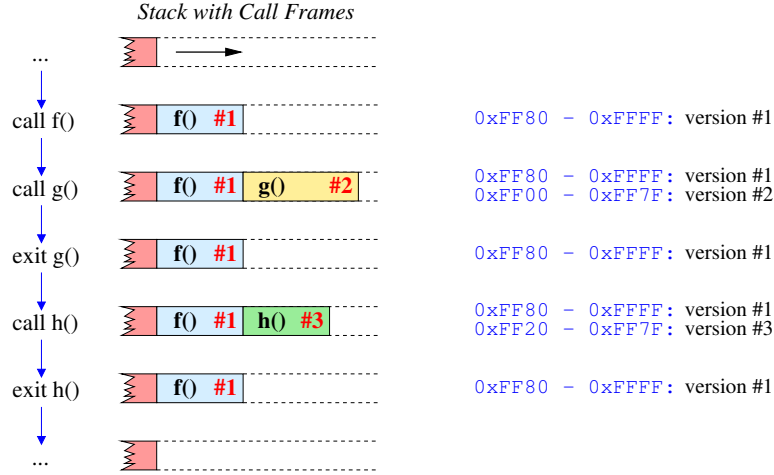 Stack with Call Frames
...
call f() f() #1 0xFF80 – 0xFFFF: version #1
0xFF80 – 0xFFFF: version #1
call g() f() #1 g() #2
0xFF00 – 0xFF7F: version #2
exit g() f() #1 0xFF80 – 0xFFFF: version #1
0xFF80 – 0xFFFF: version #1
call h() f() #1 h() #3
0xFF20 – 0xFF7F: version #3
exit h() f() #1 0xFF80 – 0xFFFF: version #1
...